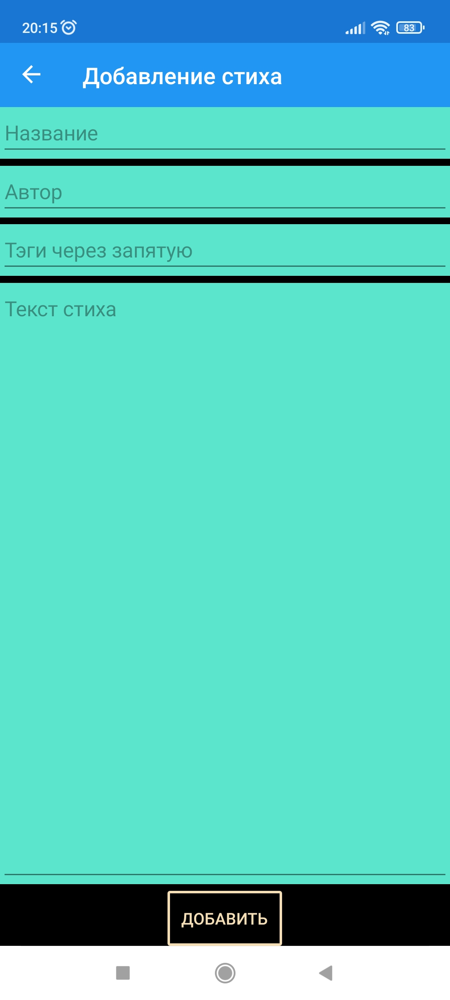 20:15
83
Добавление стиха
Название
Автор
Тэги через запятую
Текст стиха
ДОБАВИТЬ